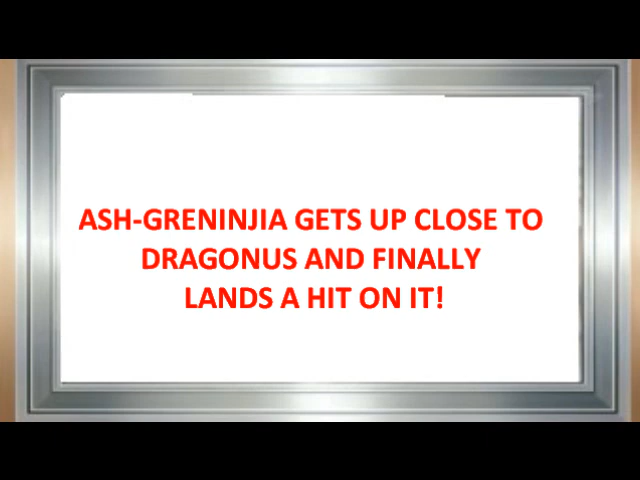 ASH-GRENINJIA GETS UP CLOSE TO
DRAGONUS AND FINALLY
LANDS A HIT ON IT!